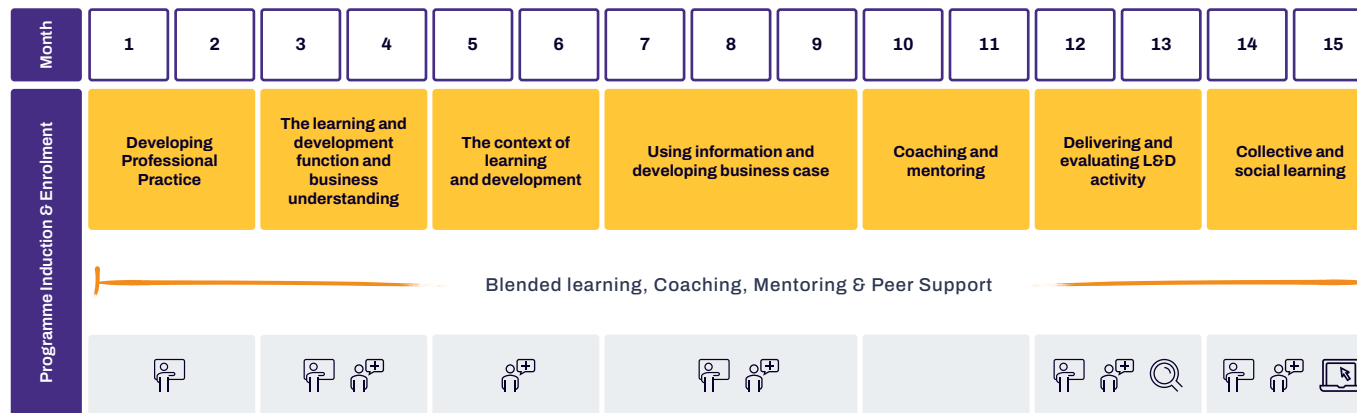 Month
1
2
3
4
5
6
7
8
9
10
11
12
13
14
15
Programme Induction & Enrolment
Developing
Professional
Practice
The learning and
development
function and
business
understanding
The context of
learning
and development
Using information and
developing business case
Coaching and
mentoring
Delivering and
evaluating L&D
activity
Collective and
social learning
Blended learning, Coaching, Mentoring & Peer Support